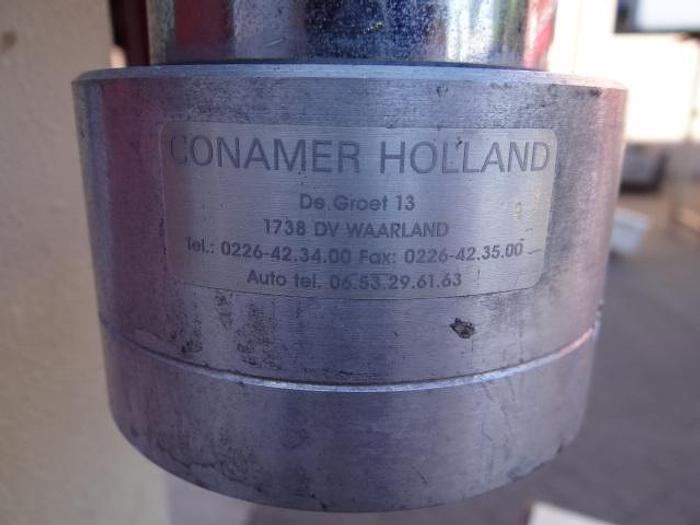 CONAMER HOLLAND
De Groet 13
1738 DV WAARLAND
Tel.: 0226-42.34.00 Fax: 0226-42.35.00
Auto tel. 06.53.29.61.63